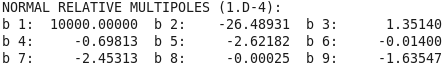 NORMAL RELATIVE MULTIPOLES (1.D-4):
b 1:  10000.00000  b 2:    -26.48931  b 3:      1.35140
b 4:     -0.69813  b 5:     -2.62182  b 6:     -0.01400
b 7:     -2.45313  b 8:     -0.00025  b 9:     -1.63547